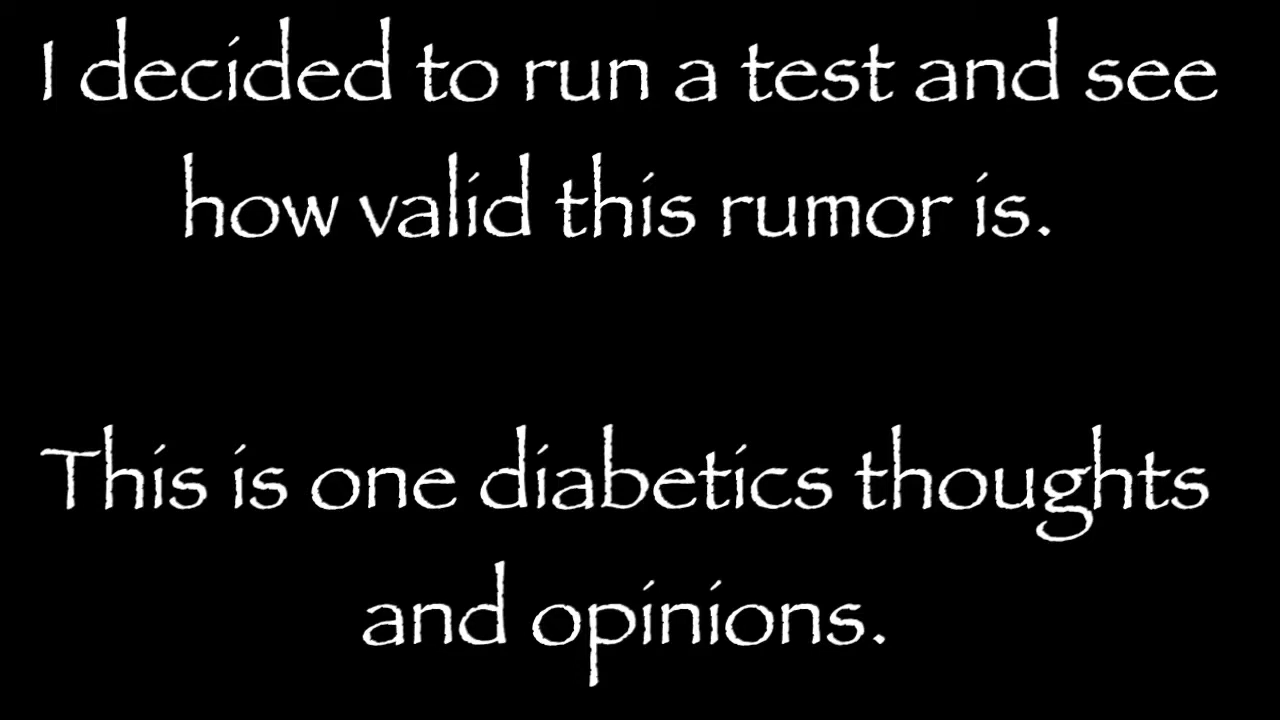 I decided to run a test and see
how valid this rumor is.
This is one diabetics thoughts
and opinions.